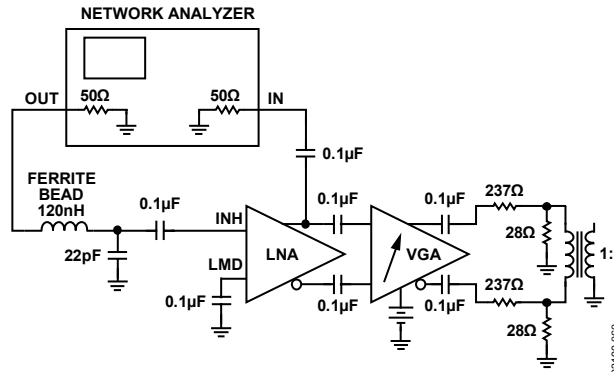 NETWORK ANALYZER
50Ω
50Ω
OUT
IN
0.1µF
FERRITE
BEAD
120nH
0.1µF
0.1µF
0.1µF
237Ω
28Ω
INH
22pF
LNA
VGA
1:
LMD
0.1µF
0.1µF
0.1µF
237Ω
28Ω